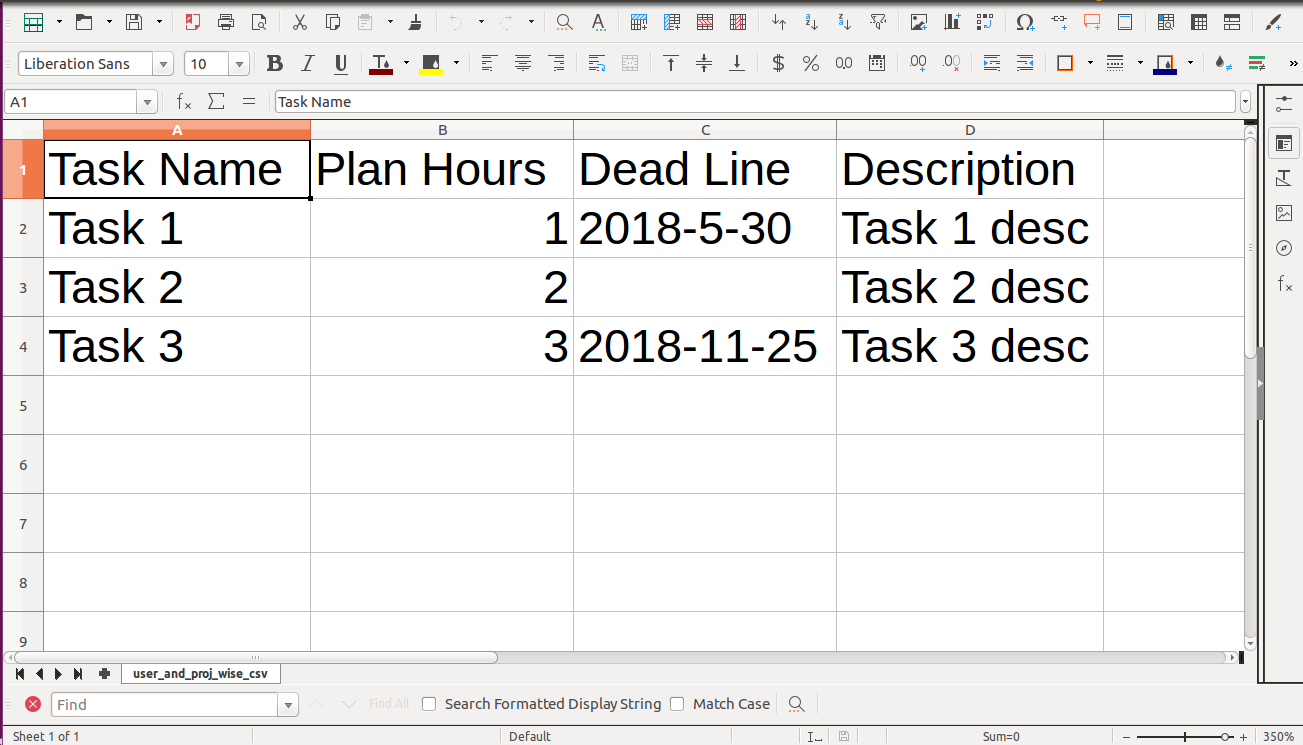 Liberation Sans 10
A1 Task Name
A B C D
1 Task Name Plan Hours Dead Line Description
2 Task 1 1 2018-5-30 Task 1 desc
3 Task 2 2 Task 2 desc
4 Task 3 3 2018-11-25 Task 3 desc
5
6
7
8
9
user_and_proj_wise_csv
Find Find All Search Formatted Display String Match Case
Sheet 1 of 1 Default Sum=0 350%